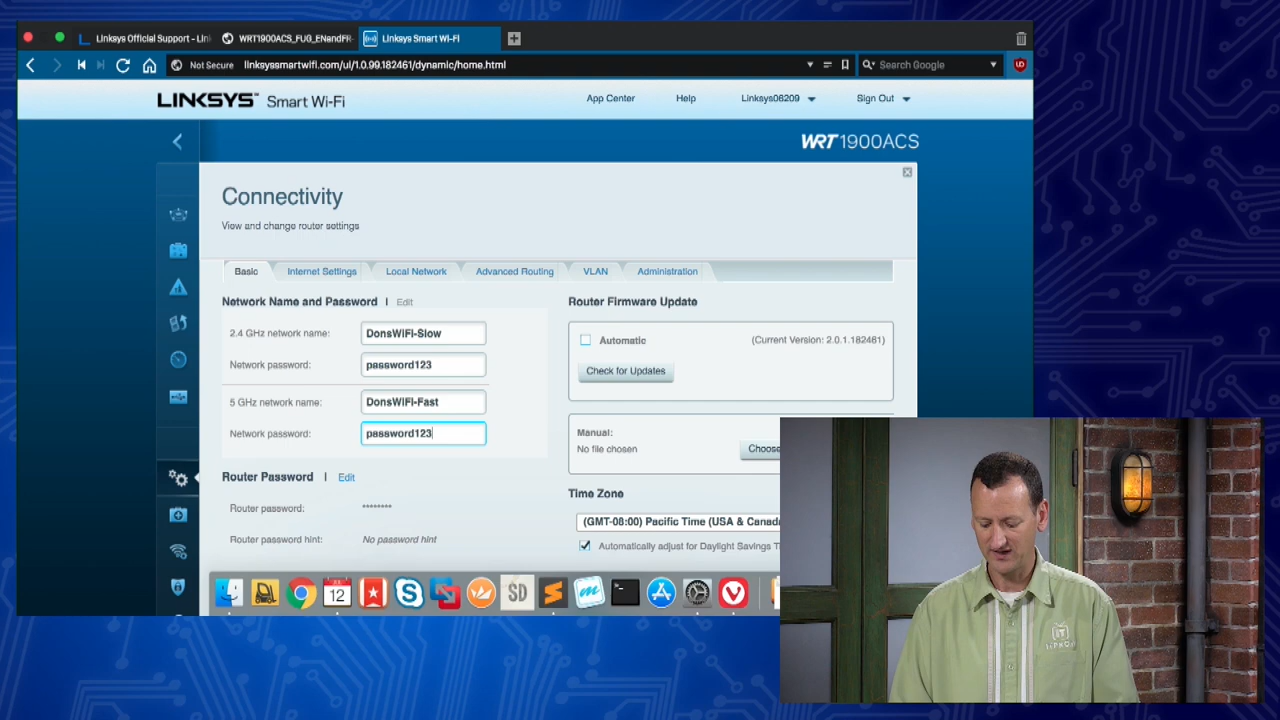 Linksys Official Support - Lin
WRT1900ACS_FUG_ENandFR-
Linksys Smart Wi-Fi
Not Secure
linksyssmartwifi.com/ui/1.0.99.182461/dynamic/home.html
Search Google
LINKSYS™ Smart Wi-Fi
App Center
Help
Linksys06209
Sign Out
WRT 1900ACS
Connectivity
View and change router settings
Basic
Internet Settings
Local Network
Advanced Routing
VLAN
Administration
Network Name and Password | Edit
2.4 GHz network name: DonsWiFi-Slow
Network password: password123
5 GHz network name: DonsWiFi-Fast
Network password: password123
Router Password | Edit
Router password: ********
Router password hint: No password hint
Router Firmware Update
Automatic (Current Version: 2.0.1.182461)
Check for Updates
Manual:
No file chosen
Choose
Time Zone
(GMT-08:00) Pacific Time (USA & Canada
Automatically adjust for Daylight Savings T
JUL
12
SD